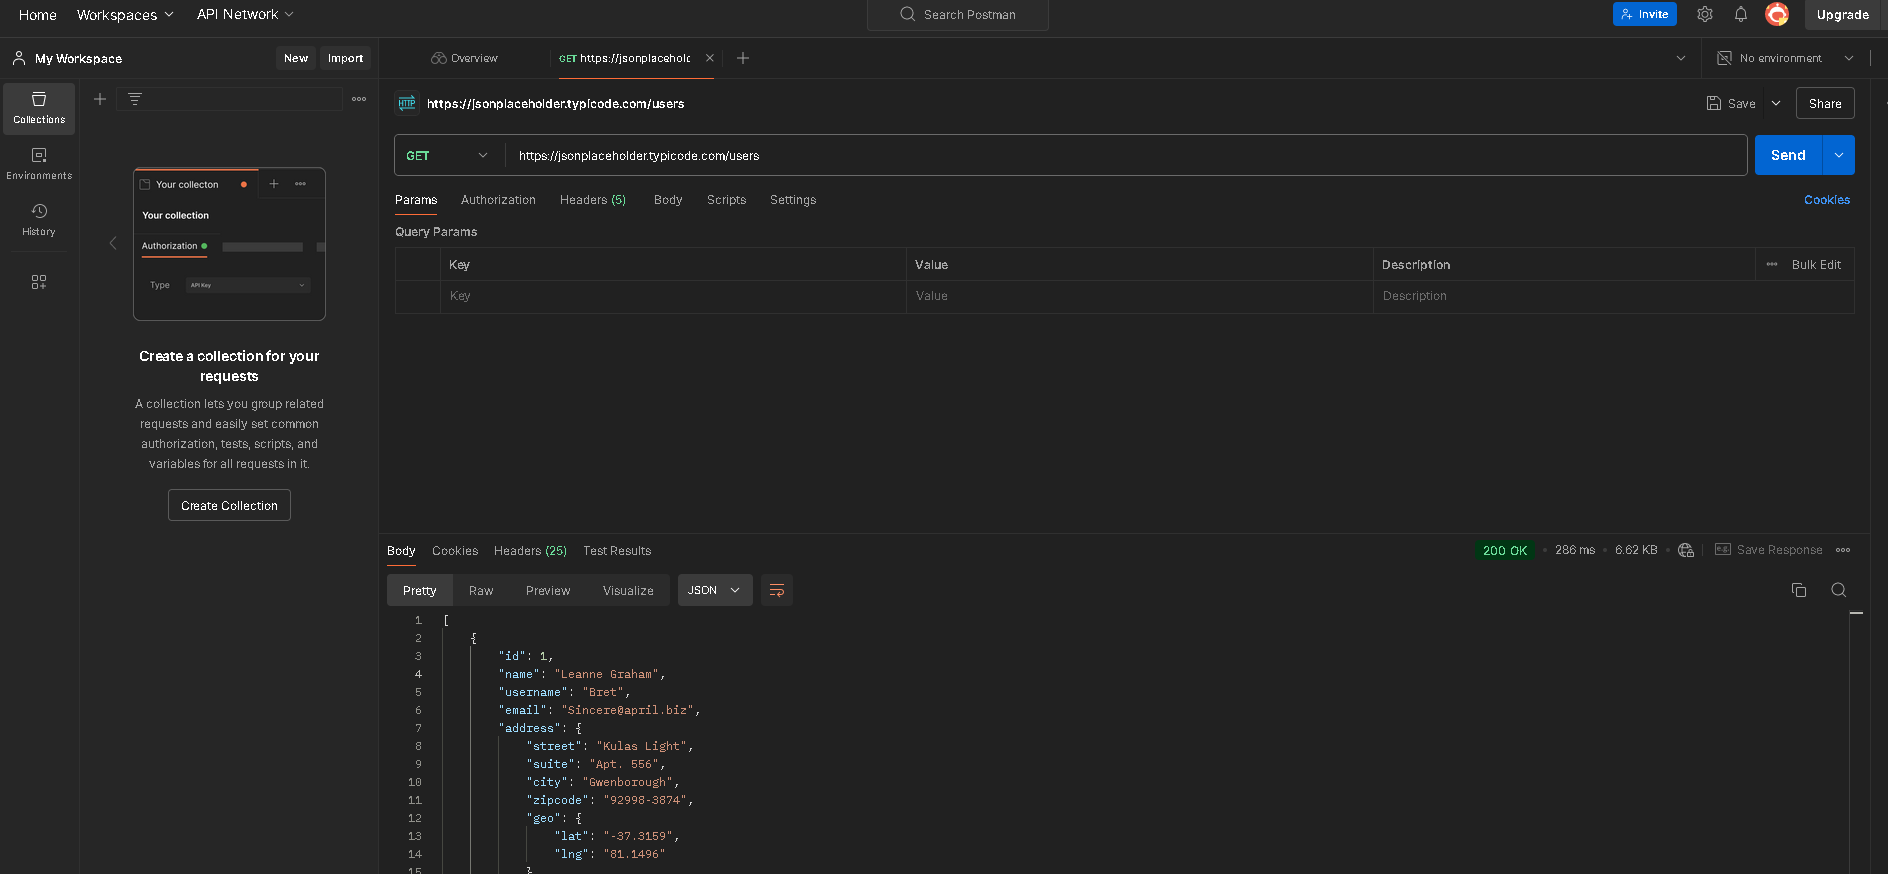 Home Workspaces API Network Search Postman Invite Upgrade
My Workspace New Import Overview GET https://jsonplacehol No environment
Collections
Environments
History
Your collecton
Your collection
Authorization
Type API Key
Create a collection for your
requests
A collection lets you group related
requests and easily set common
authorization, tests, scripts, and
variables for all requests in it.
Create Collection
HTTP https://jsonplaceholder.typicode.com/users Save Share
GET https://jsonplaceholder.typicode.com/users Send
Params Authorization Headers (5) Body Scripts Settings Cookies
Query Params
Key Value Description Bulk Edit
Key Value Description
Body Cookies Headers (25) Test Results 200 OK 286 ms 6.62 KB Save Response
Pretty Raw Preview Visualize JSON
1 [
2 {
3 "id": 1,
4 "name": "Leanne Graham",
5 "username": "Bret",
6 "email": "Sincere@april.biz",
7 "address": {
8 "street": "Kulas Light",
9 "suite": "Apt. 556",
10 "city": "Gwenborough",
11 "zipcode": "92998-3874",
12 "geo": {
13 "lat": "-37.3159",
14 "lng": "81.1496"
15 }